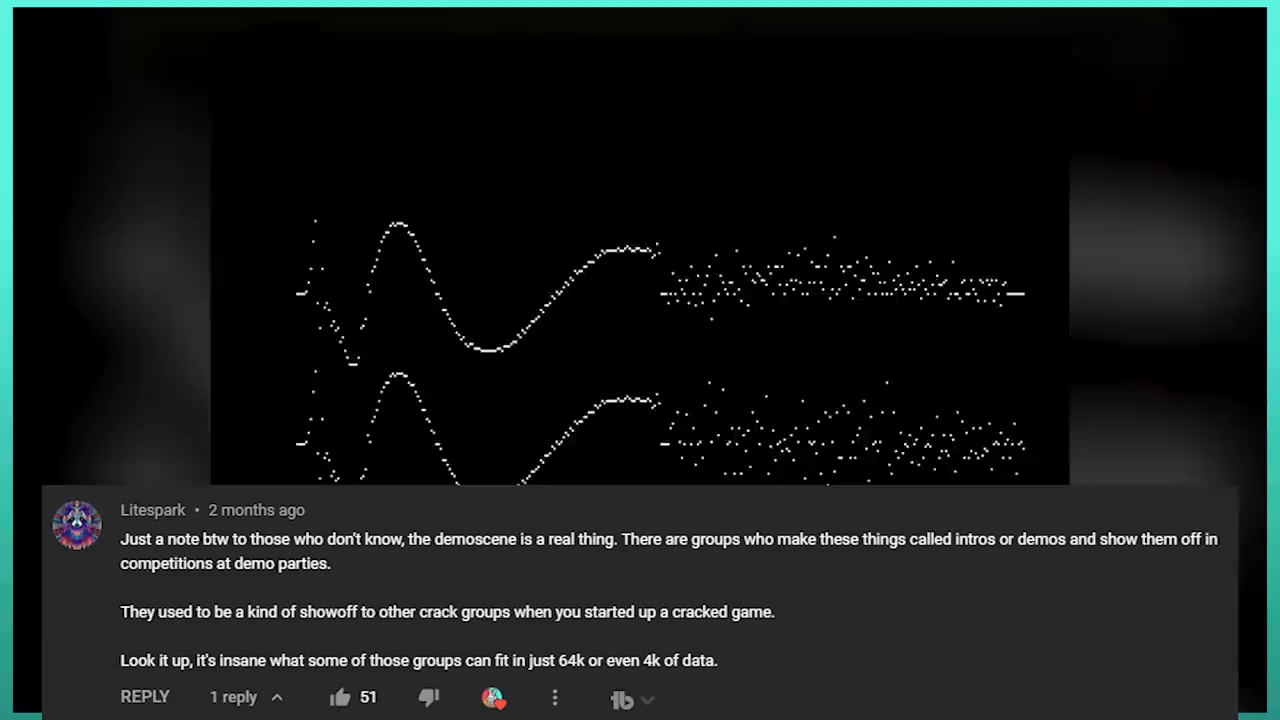 Litespark • 2 months ago
Just a note btw to those who don't know, the demoscene is a real thing. There are groups who make these things called intros or demos and show them off in
competitions at demo parties.
They used to be a kind of showoff to other crack groups when you started up a cracked game.
Look it up, it's insane what some of those groups can fit in just 64k or even 4k of data.
REPLY 1 reply 51 tb